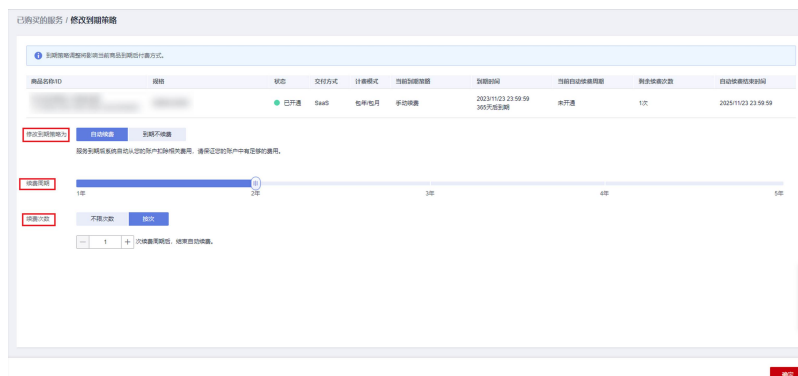 已购买的服务 / 修改到期策略
到期策略调整将影响当前商品到期后付费方式。
商品名称/ID 规格 状态 交付方式 计费模式 当前到期策略 到期时间 当前自动续费周期 剩余续费次数 自动续费结束时间
已开通 SaaS 包年/包月 手动续费 2023/11/23 23:59:59 未开通 1次 2025/11/23 23:59:59
365天后到期
修改到期策略为 自动续费 到期不续费
服务到期后系统自动从您的账户扣除相关费用，请保证您的账户中有足够的费用。
续费周期
1年 2年 3年 4年 5年
续费次数 不限次数 按次
− 1 + 次续费周期后，结束自动续费。
确定